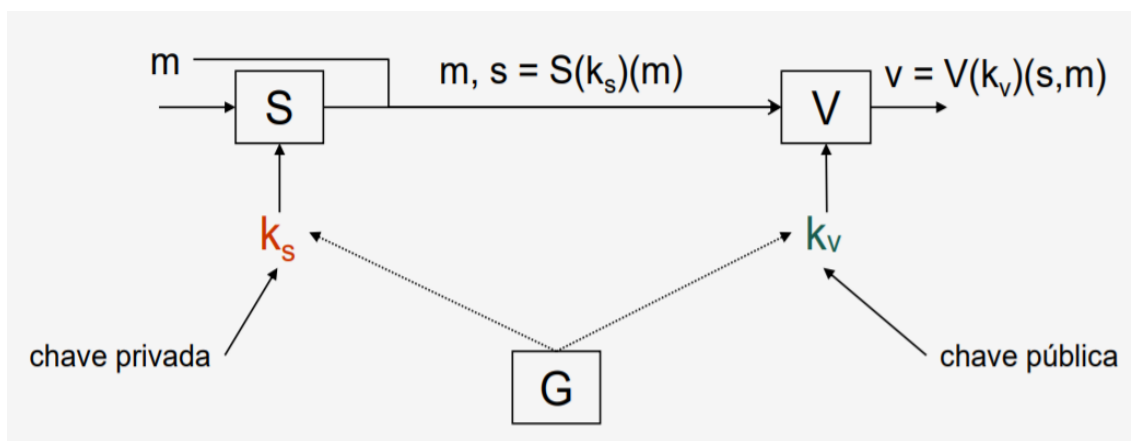 m
m, s = S(kₛ)(m)
v = V(kᵥ)(s,m)
S
V
kₛ
kᵥ
chave privada
chave pública
G